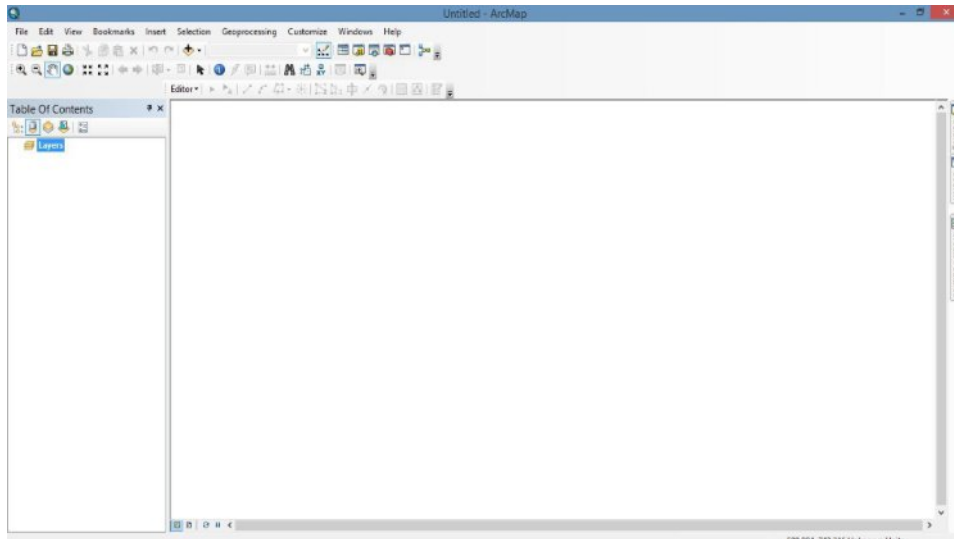 Untitled - ArcMap
File Edit View Bookmarks Insert Selection Geoprocessing Customize Windows Help
Editor
Table Of Contents
Layers